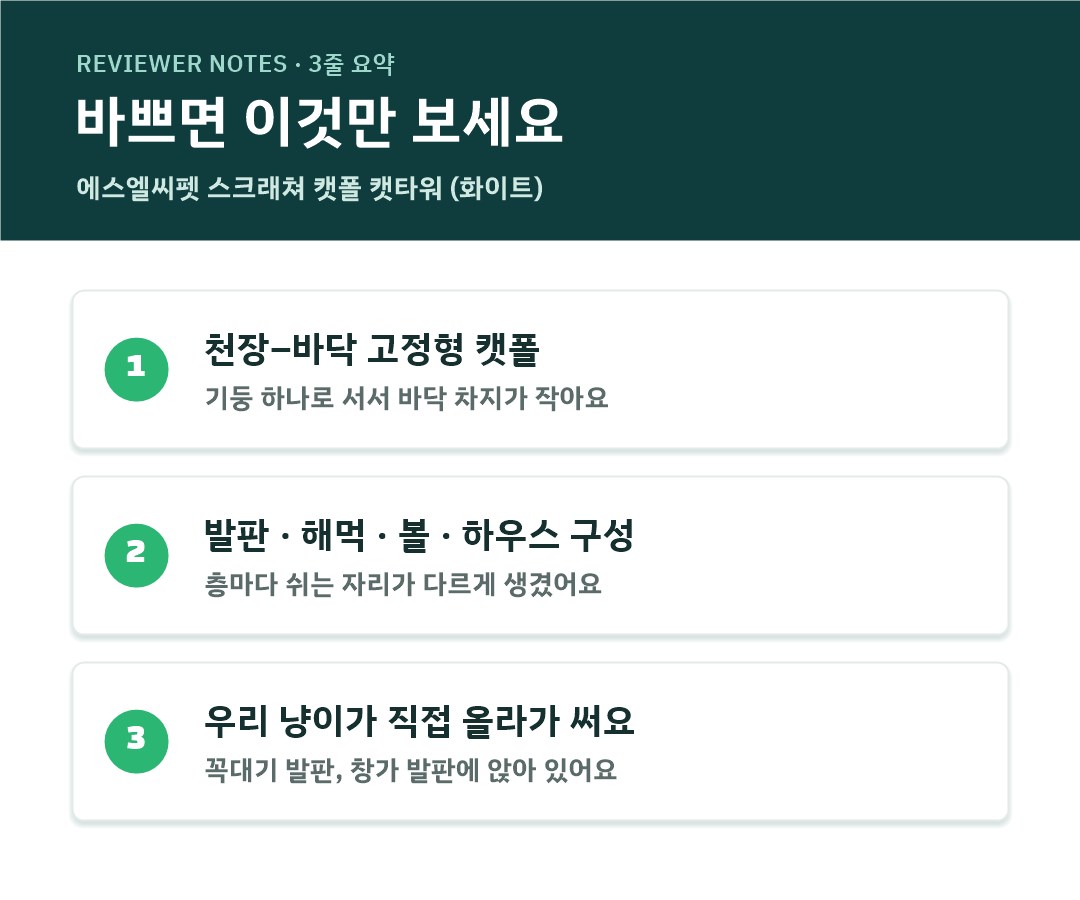 REVIEWER NOTES · 3줄 요약
바쁘면 이것만 보세요
에스엘씨펫 스크래쳐 캣폴 캣타워 (화이트)
1
천장–바닥 고정형 캣폴
기둥 하나로 서서 바닥 차지가 작아요
2
발판 · 해먹 · 볼 · 하우스 구성
층마다 쉬는 자리가 다르게 생겼어요
3
우리 냥이가 직접 올라가 써요
꼭대기 발판, 창가 발판에 앉아 있어요